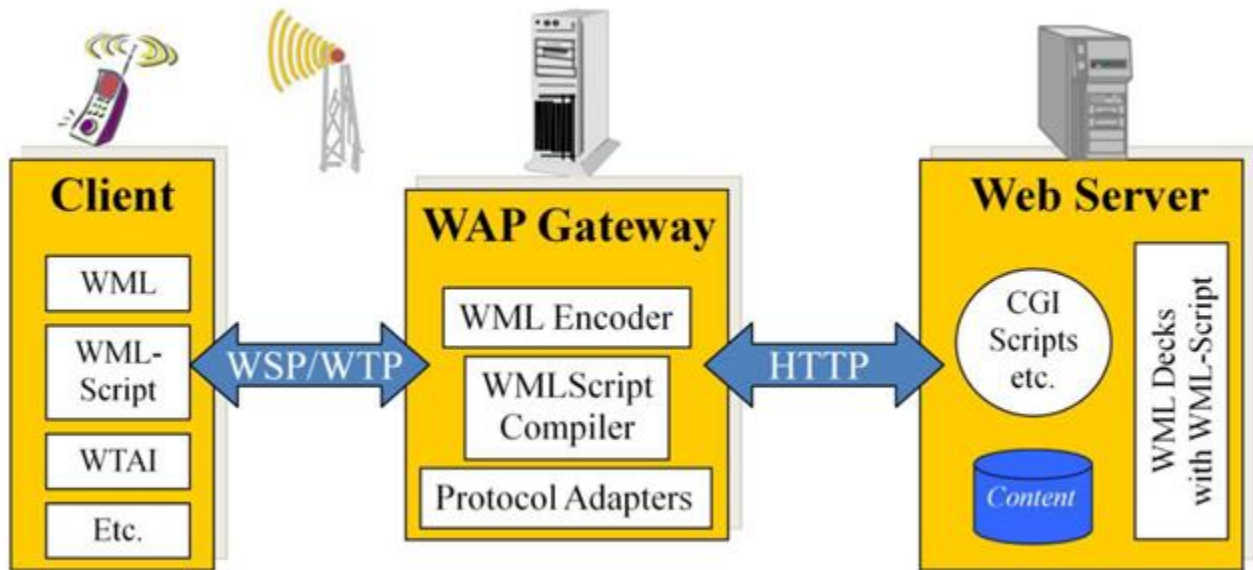 Client
WML
WML-
Script
WTAI
Etc.
WSP/WTP
WAP Gateway
WML Encoder
WMLScript
Compiler
Protocol Adapters
HTTP
Web Server
CGI
Scripts
etc.
Content
WML Decks
with WML-Script